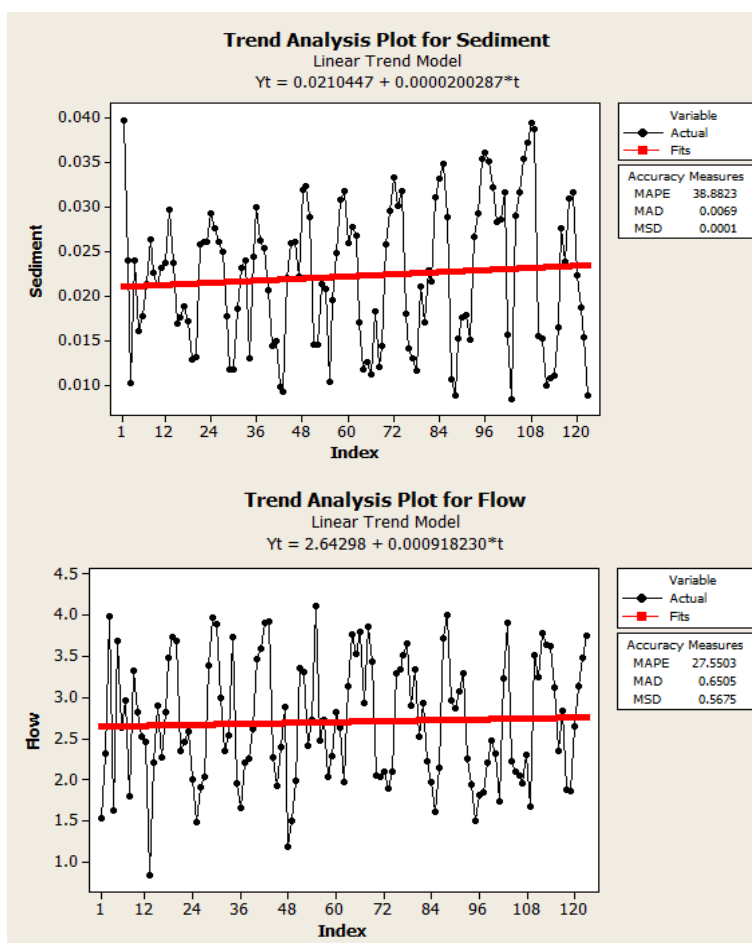 Trend Analysis Plot for Sediment
Linear Trend Model
Yt = 0.0210447 + 0.0000200287*t
Sediment
0.040
0.035
0.030
0.025
0.020
0.015
0.010
1 12 24 36 48 60 72 84 96 108 120
Index
Variable
Actual
Fits
Accuracy Measures
MAPE 38.8823
MAD 0.0069
MSD 0.0001
Trend Analysis Plot for Flow
Linear Trend Model
Yt = 2.64298 + 0.000918230*t
Flow
4.5
4.0
3.5
3.0
2.5
2.0
1.5
1.0
1 12 24 36 48 60 72 84 96 108 120
Index
Variable
Actual
Fits
Accuracy Measures
MAPE 27.5503
MAD 0.6505
MSD 0.5675